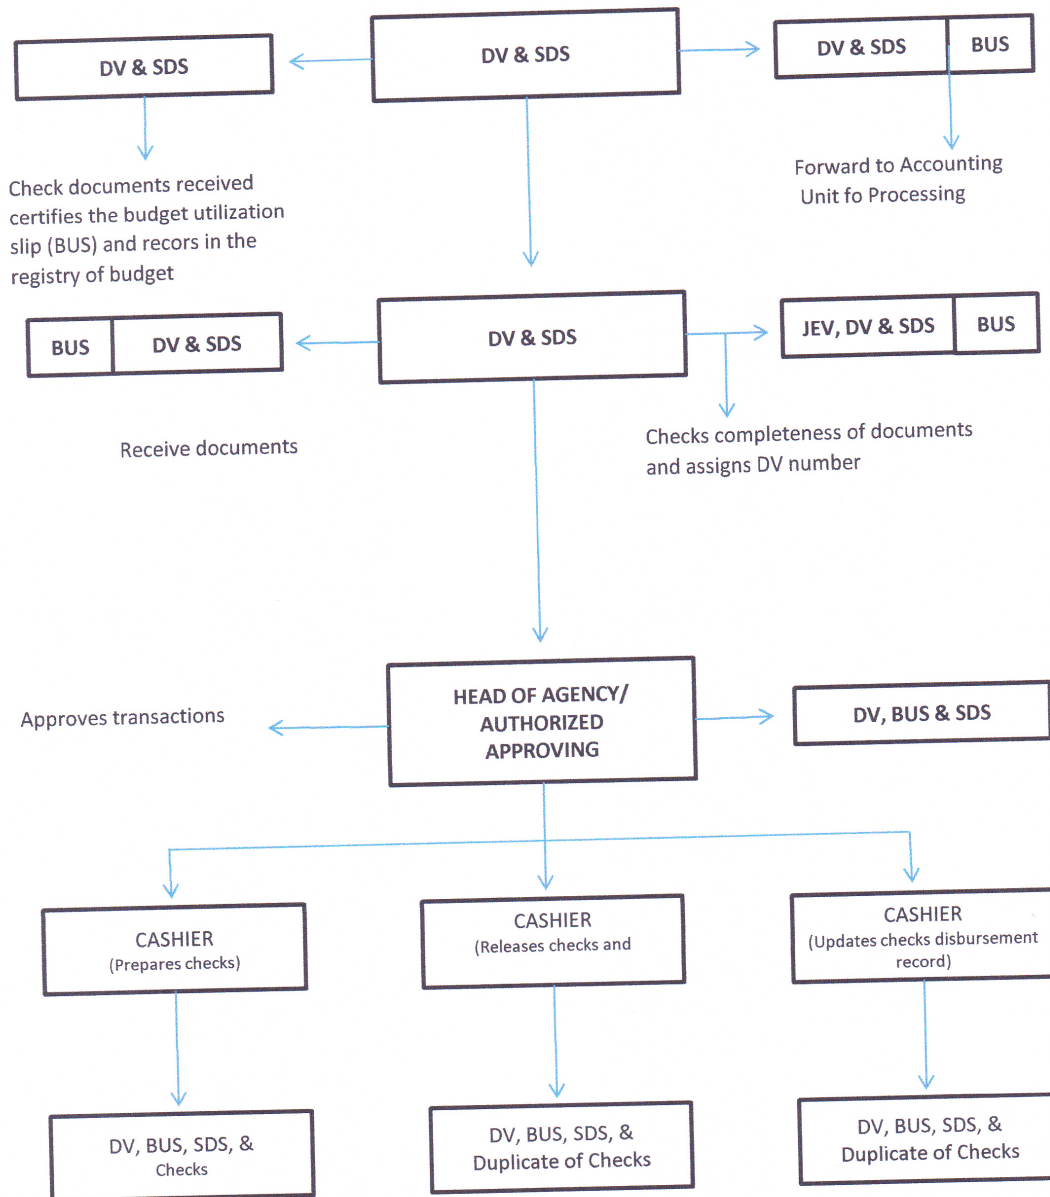 DV & SDS
DV & SDS
DV & SDS
BUS
Check documents received
certifies the budget utilization
slip (BUS) and recors in the
registry of budget
Forward to Accounting
Unit fo Processing
BUS
DV & SDS
DV & SDS
JEV, DV & SDS
BUS
Receive documents
Checks completeness of documents
and assigns DV number
Approves transactions
HEAD OF AGENCY/
AUTHORIZED
APPROVING
DV, BUS & SDS
CASHIER
(Prepares checks)
CASHIER
(Releases checks and
CASHIER
(Updates checks disbursement
record)
DV, BUS, SDS, &
Checks
DV, BUS, SDS, &
Duplicate of Checks
DV, BUS, SDS, &
Duplicate of Checks